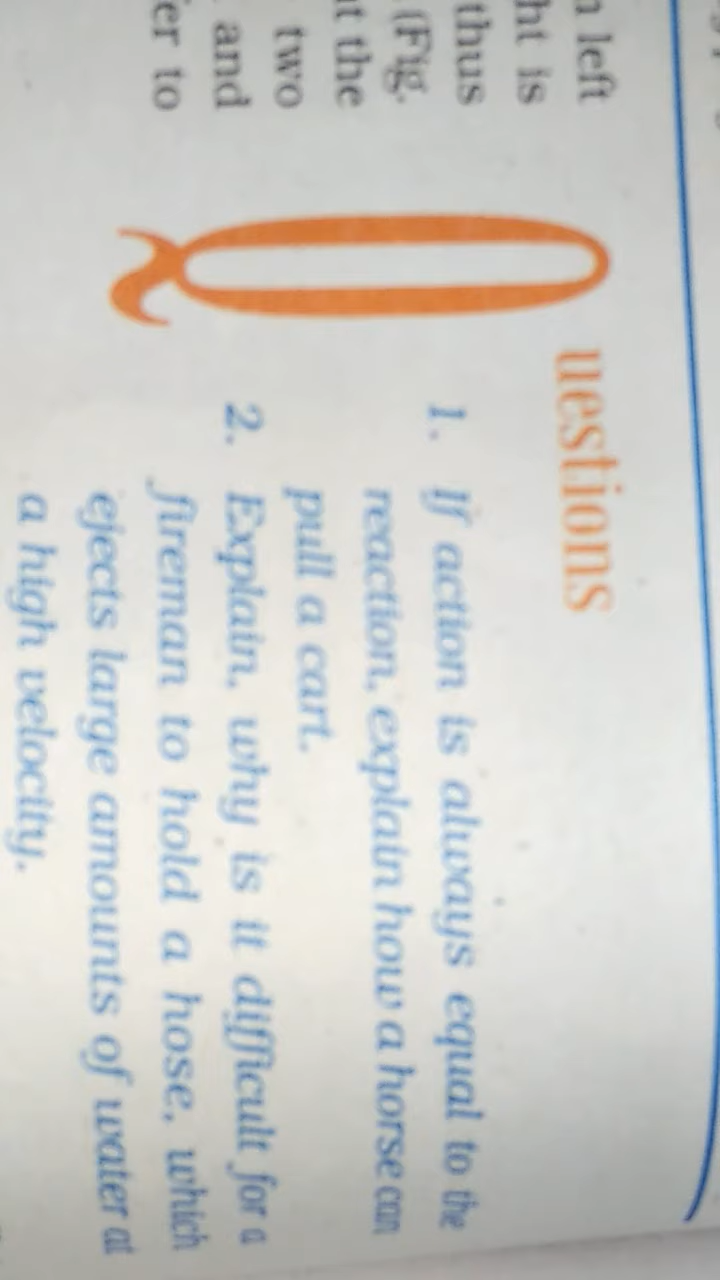 n left
ht is
thus
(Fig.
t the
two
and
er to
Questions
1. If action is always equal to the
reaction, explain how a horse can
pull a cart.
2. Explain, why is it difficult for a
fireman to hold a hose, which
ejects large amounts of water at
a high velocity.